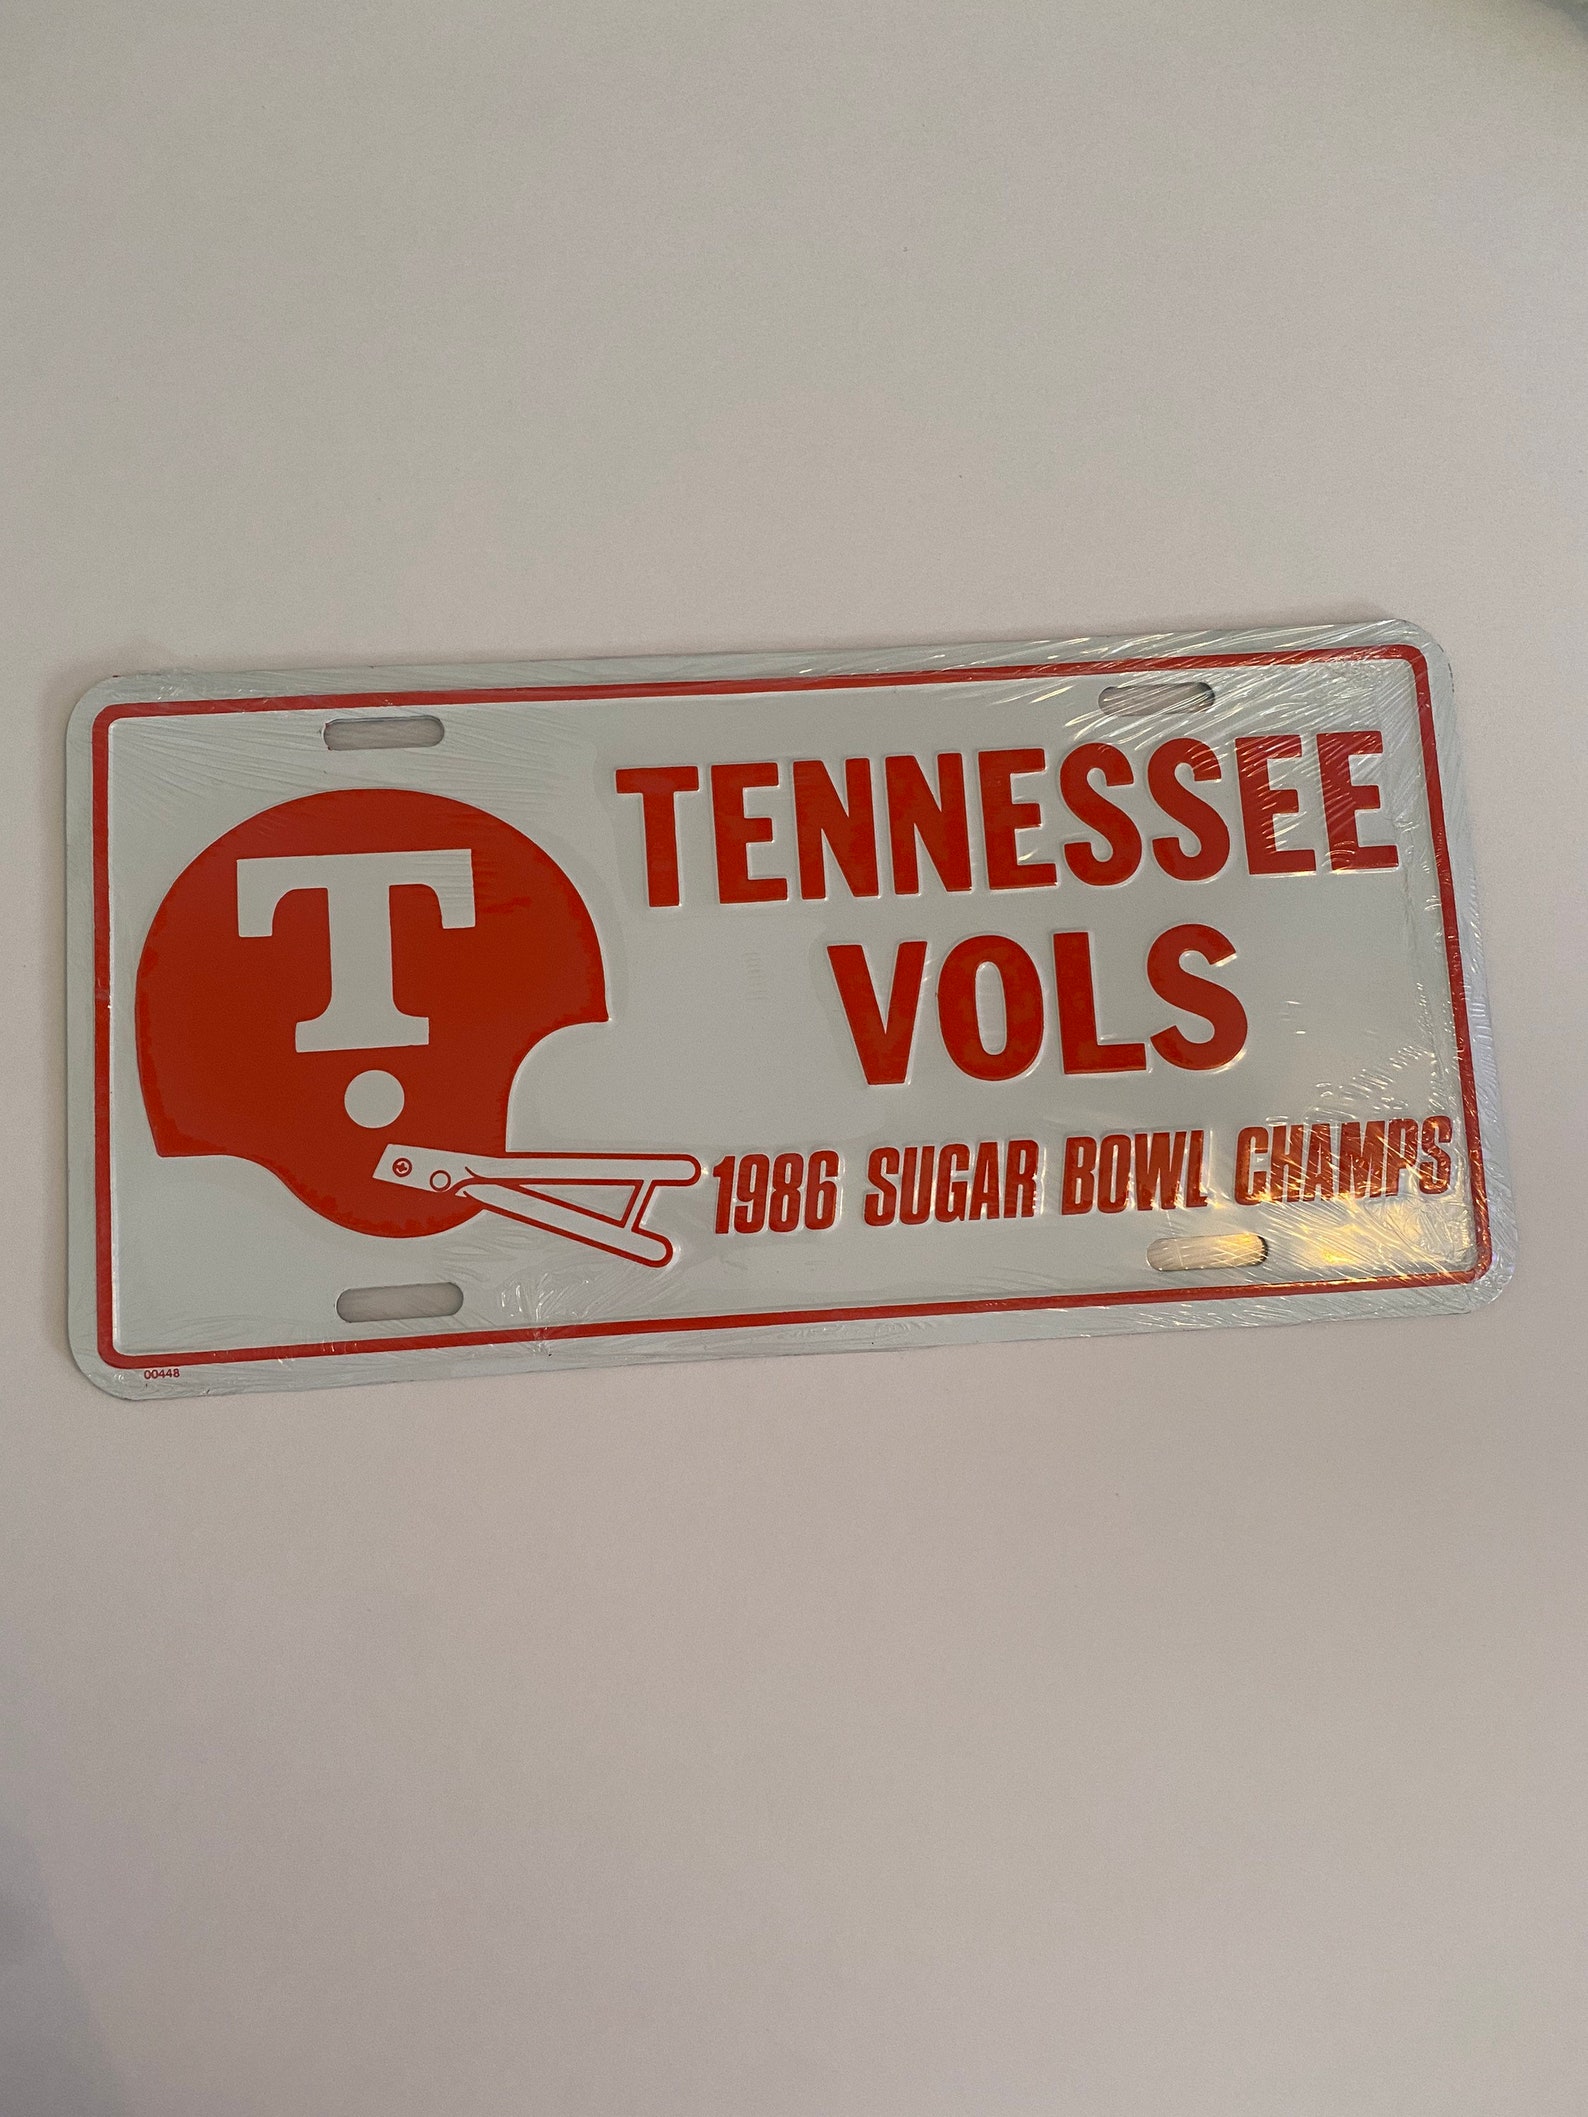 T
TENNESSEE
VOLS
1986 SUGAR BOWL CHAMPS
00448